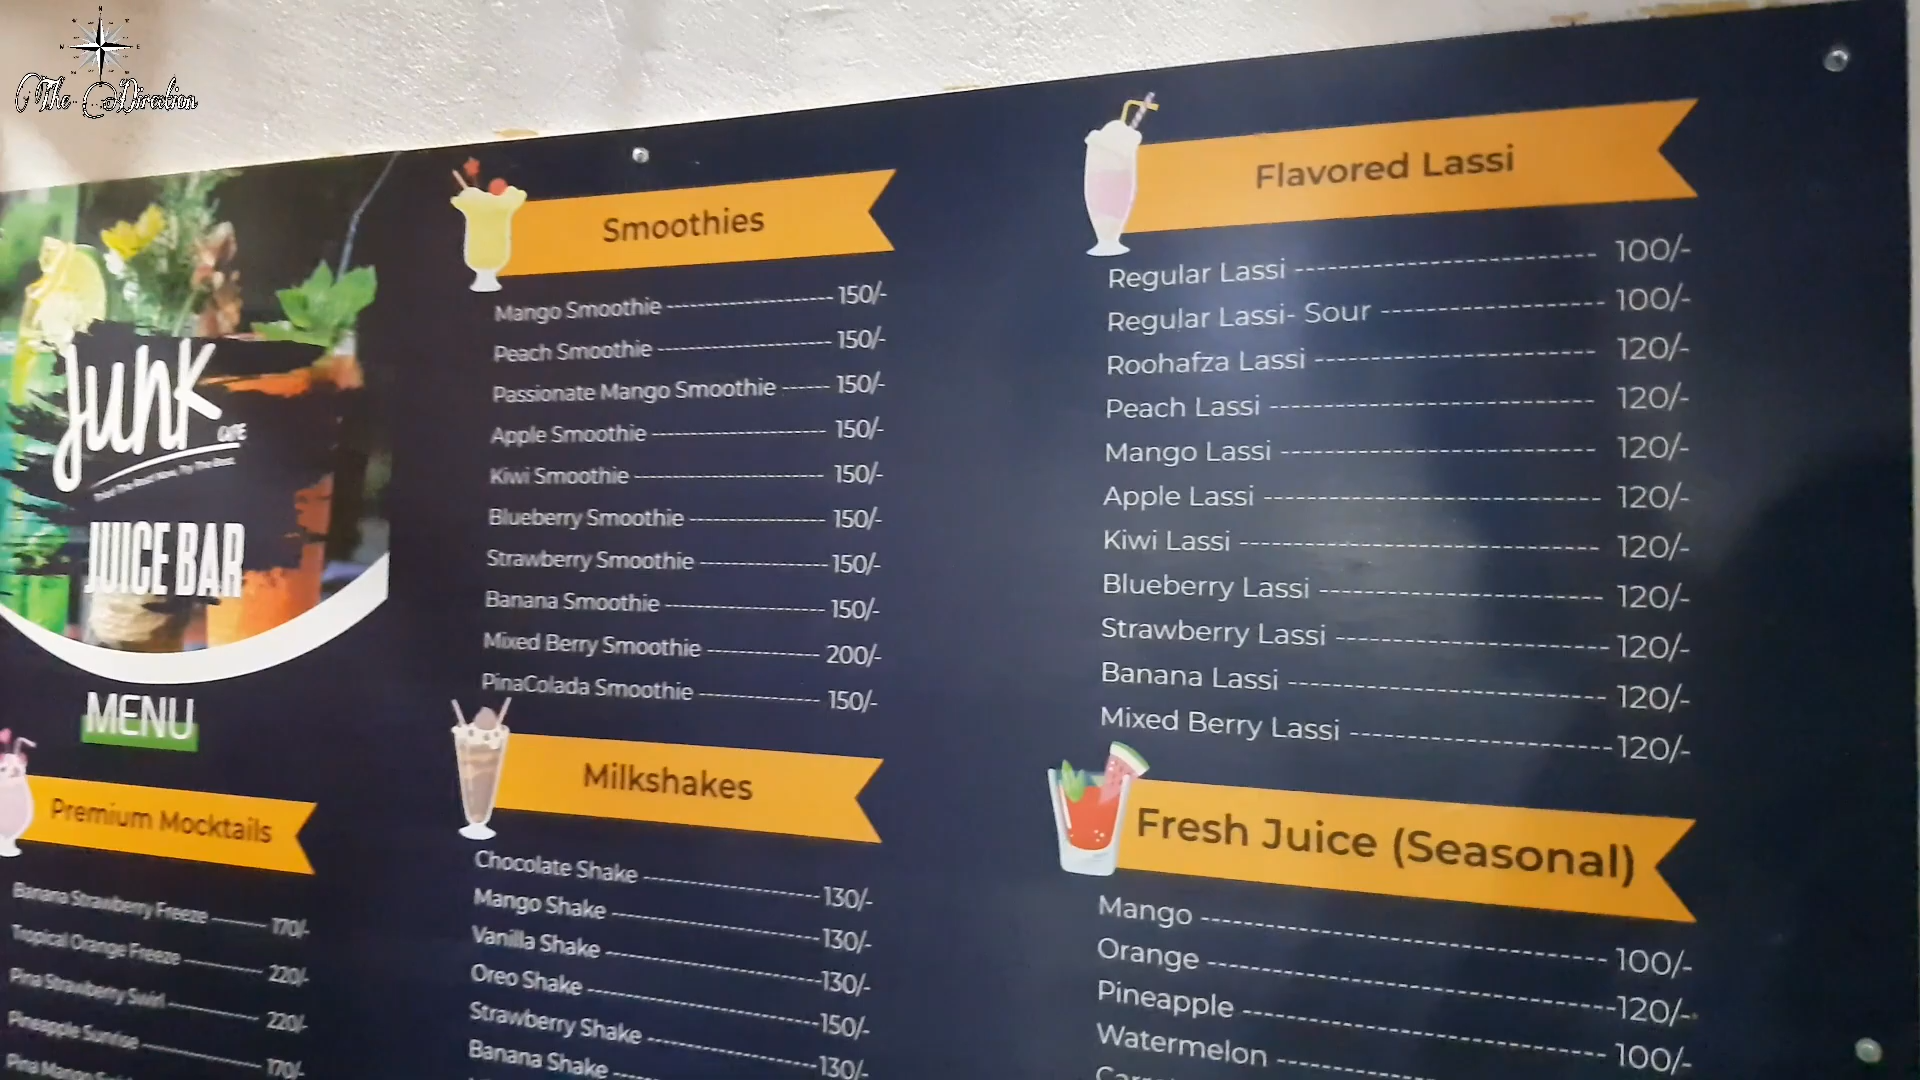 The Direction
Junk
CAFE
JUICE BAR
MENU
Premium Mocktails
Banana Strawberry Freeze 170/-
Tropical Orange Freeze 220/-
Pina Strawberry Swirl 220/-
Pineapple Sunrise 170/-
Pina Mango
Smoothies
Mango Smoothie 150/-
Peach Smoothie 150/-
Passionate Mango Smoothie 150/-
Apple Smoothie 150/-
Kiwi Smoothie 150/-
Blueberry Smoothie 150/-
Strawberry Smoothie 150/-
Banana Smoothie 150/-
Mixed Berry Smoothie 200/-
PinaColada Smoothie 150/-
Milkshakes
Chocolate Shake 130/-
Mango Shake 130/-
Vanilla Shake 130/-
Oreo Shake 150/-
Strawberry Shake 130/-
Banana Shake
Flavored Lassi
Regular Lassi 100/-
Regular Lassi- Sour 100/-
Roohafza Lassi 120/-
Peach Lassi 120/-
Mango Lassi 120/-
Apple Lassi 120/-
Kiwi Lassi 120/-
Blueberry Lassi 120/-
Strawberry Lassi 120/-
Banana Lassi 120/-
Mixed Berry Lassi 120/-
Fresh Juice (Seasonal)
Mango 100/-
Orange 120/-
Pineapple 100/-
Watermelon